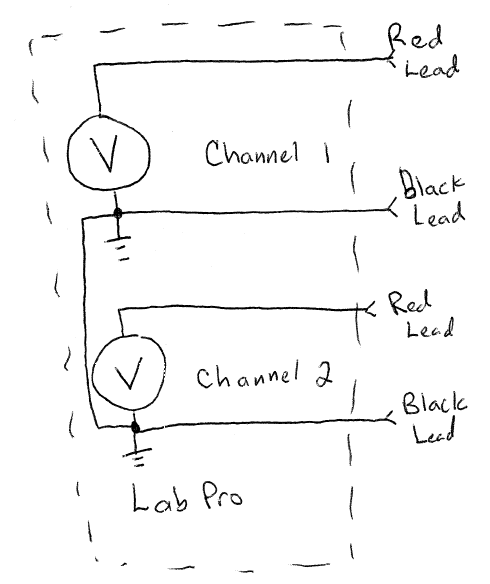 Red
Lead
V
Channel 1
Black
Lead
Red
Lead
V
Channel 2
Black
Lead
Lab Pro